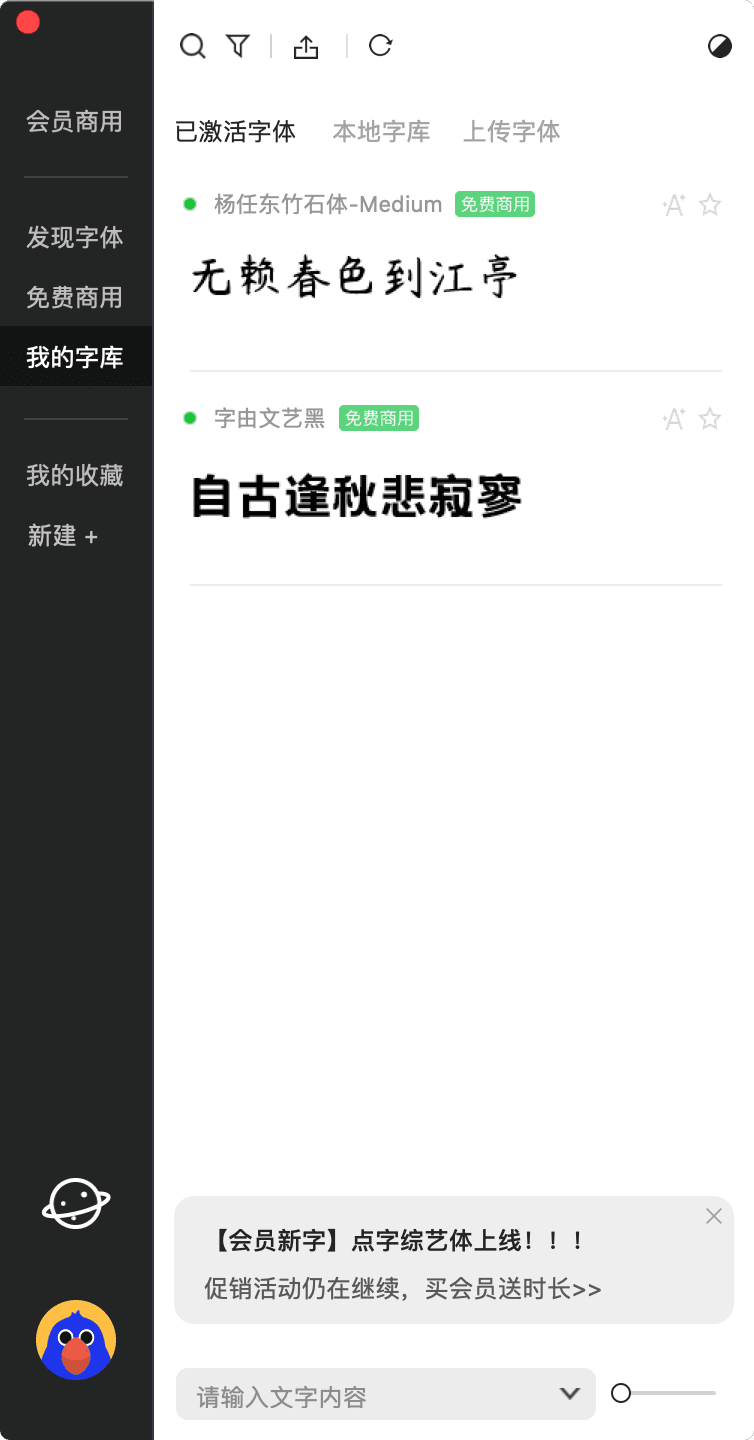 会员商用
发现字体
免费商用
我的字库
我的收藏
新建 +
已激活字体 本地字库 上传字体
杨任东竹石体-Medium 免费商用
无赖春色到江亭
字由文艺黑 免费商用
自古逢秋悲寂寥
【会员新字】点字综艺体上线！！！
促销活动仍在继续，买会员送时长>>
请输入文字内容